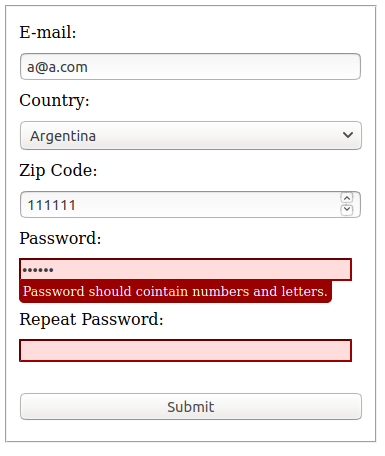 E-mail:
a@a.com
Country:
Argentina
Zip Code:
111111
Password:
••••••
Password should cointain numbers and letters.
Repeat Password:
Submit